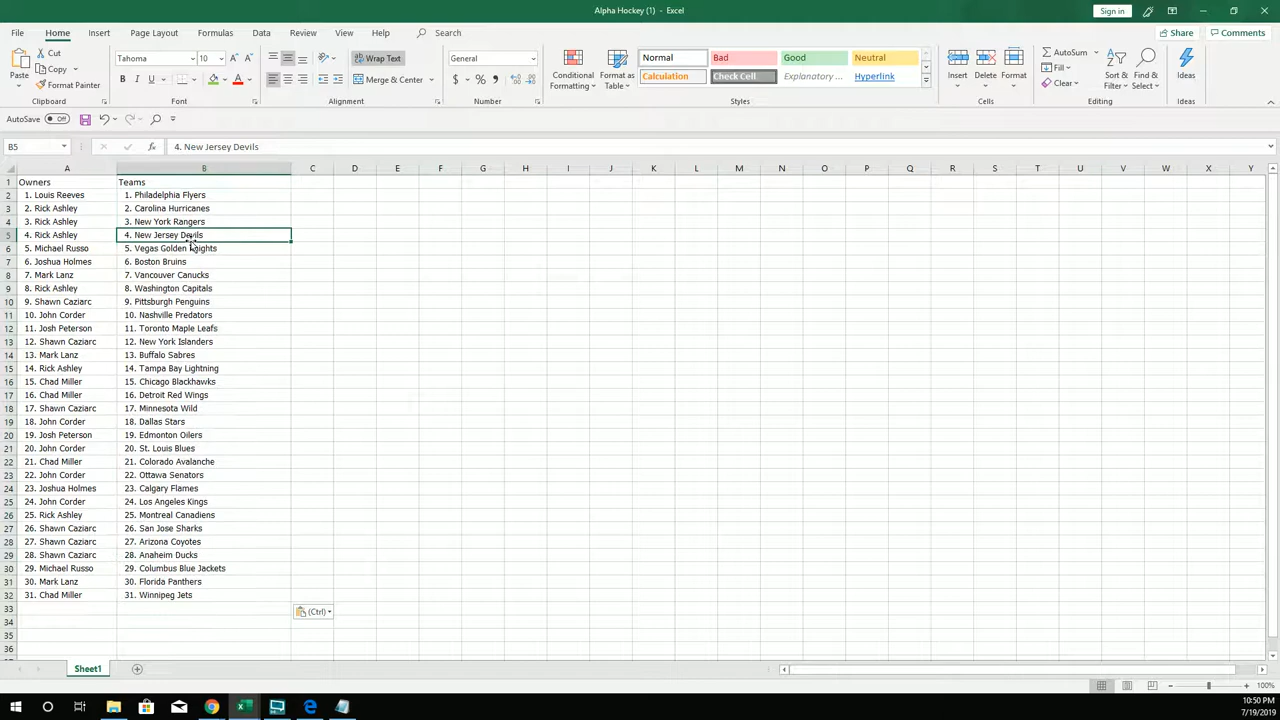 Alpha Hockey (1) - Excel
Sign in
File Home Insert Page Layout Formulas Data Review View Help Search
Share Comments
Paste
Cut
Copy
Format Painter
Clipboard
Tahoma 10
B I U
Font
Wrap Text
Merge & Center
Alignment
General
$ % ,
Number
Conditional Formatting
Format as Table
Normal Bad Good Neutral
Calculation Check Cell Explanatory ... Hyperlink
Styles
Insert Delete Format
Cells
AutoSum
Fill
Clear
Sort & Filter
Find & Select
Editing
Ideas
Ideas
AutoSave Off
B5 fx 4. New Jersey Devils
A B C D E F G H I J K L M N O P Q R S T U V W X Y
1 Owners Teams
2 1. Louis Reeves 1. Philadelphia Flyers
3 2. Rick Ashley 2. Carolina Hurricanes
4 3. Rick Ashley 3. New York Rangers
5 4. Rick Ashley 4. New Jersey Devils
6 5. Michael Russo 5. Vegas Golden Knights
7 6. Joshua Holmes 6. Boston Bruins
8 7. Mark Lanz 7. Vancouver Canucks
9 8. Rick Ashley 8. Washington Capitals
10 9. Shawn Caziarc 9. Pittsburgh Penguins
11 10. John Corder 10. Nashville Predators
12 11. Josh Peterson 11. Toronto Maple Leafs
13 12. Shawn Caziarc 12. New York Islanders
14 13. Mark Lanz 13. Buffalo Sabres
15 14. Rick Ashley 14. Tampa Bay Lightning
16 15. Chad Miller 15. Chicago Blackhawks
17 16. Chad Miller 16. Detroit Red Wings
18 17. Shawn Caziarc 17. Minnesota Wild
19 18. John Corder 18. Dallas Stars
20 19. Josh Peterson 19. Edmonton Oilers
21 20. John Corder 20. St. Louis Blues
22 21. Chad Miller 21. Colorado Avalanche
23 22. John Corder 22. Ottawa Senators
24 23. Joshua Holmes 23. Calgary Flames
25 24. John Corder 24. Los Angeles Kings
26 25. Rick Ashley 25. Montreal Canadiens
27 26. Shawn Caziarc 26. San Jose Sharks
28 27. Shawn Caziarc 27. Arizona Coyotes
29 28. Shawn Caziarc 28. Anaheim Ducks
30 29. Michael Russo 29. Columbus Blue Jackets
31 30. Mark Lanz 30. Florida Panthers
32 31. Chad Miller 31. Winnipeg Jets
33 (Ctrl)
34
35
36
Sheet1
100%
10:50 PM
7/19/2019